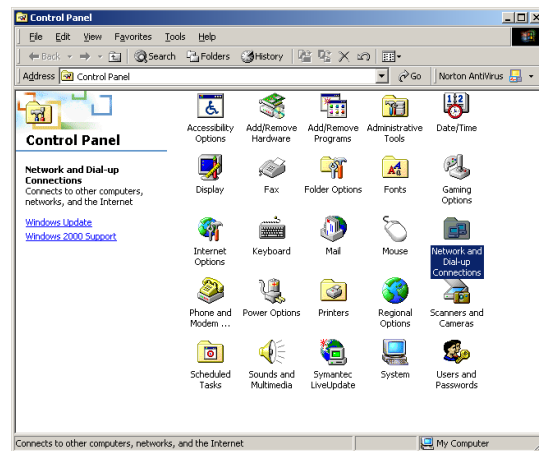 Control Panel
File Edit View Favorites Tools Help
Back Search Folders History
Address Control Panel Go Norton AntiVirus
Control Panel
Network and Dial-up
Connections
Connects to other computers,
networks, and the Internet
Windows Update
Windows 2000 Support
Accessibility
Options
Add/Remove
Hardware
Add/Remove
Programs
Administrative
Tools
12
Date/Time
Display
Fax
Folder Options
Fonts
Gaming
Options
Internet
Options
Keyboard
Mail
Mouse
Network and
Dial-up
Connections
Phone and
Modem ...
Power Options
Printers
Regional
Options
Scanners and
Cameras
Scheduled
Tasks
Sounds and
Multimedia
Symantec
LiveUpdate
System
Users and
Passwords
Connects to other computers, networks, and the Internet My Computer